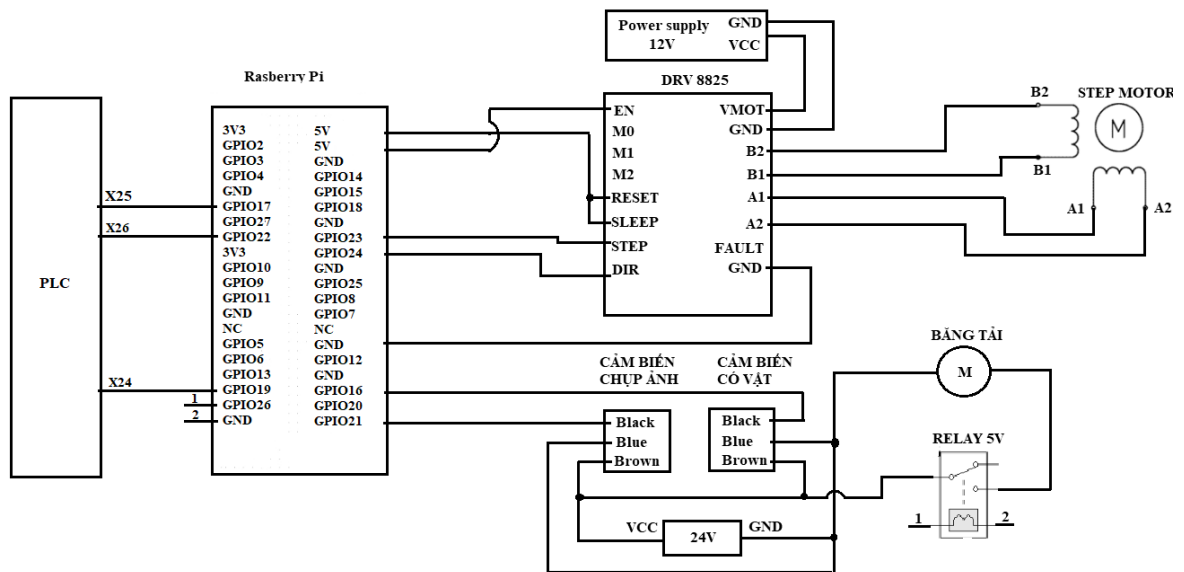 Power supply
12V
GND
VCC
Rasberry Pi
DRV 8825
PLC
X25
X26
X24
3V3
GPIO2
GPIO3
GPIO4
GND
GPIO17
GPIO27
GPIO22
3V3
GPIO10
GPIO9
GPIO11
GND
NC
GPIO5
GPIO6
GPIO13
GPIO19
GPIO26
GND
1
2
5V
5V
GND
GPIO14
GPIO15
GPIO18
GND
GPIO23
GPIO24
GND
GPIO25
GPIO8
GPIO7
NC
GND
GPIO12
GND
GPIO16
GPIO20
GPIO21
EN
M0
M1
M2
RESET
SLEEP
STEP
DIR
VMOT
GND
B2
B1
A1
A2
FAULT
GND
B2
STEP MOTOR
M
B1
A1
A2
CẢM BIẾN
CHỤP ẢNH
Black
Blue
Brown
CẢM BIẾN
CÓ VẬT
Black
Blue
Brown
VCC
24V
GND
BĂNG TẢI
M
RELAY 5V
1
2